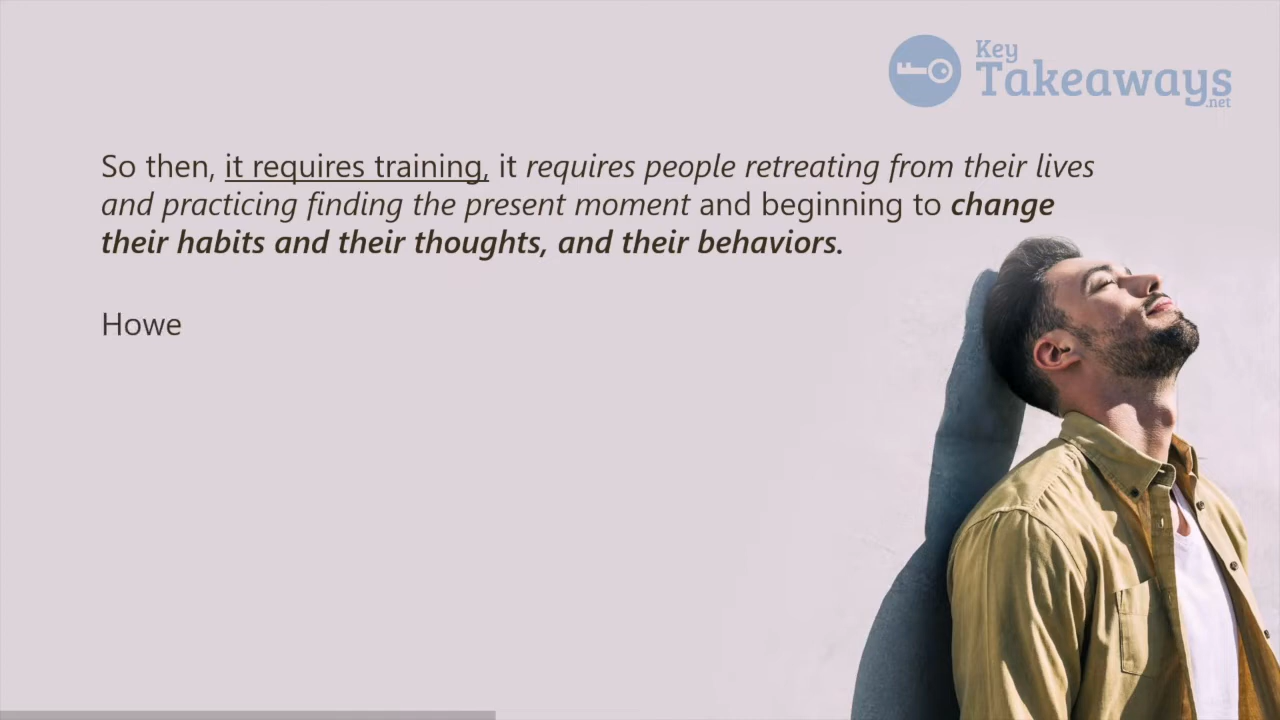 Key
Takeaways
.net
So then, it requires training, it requires people retreating from their lives
and practicing finding the present moment and beginning to change
their habits and their thoughts, and their behaviors.
Howe